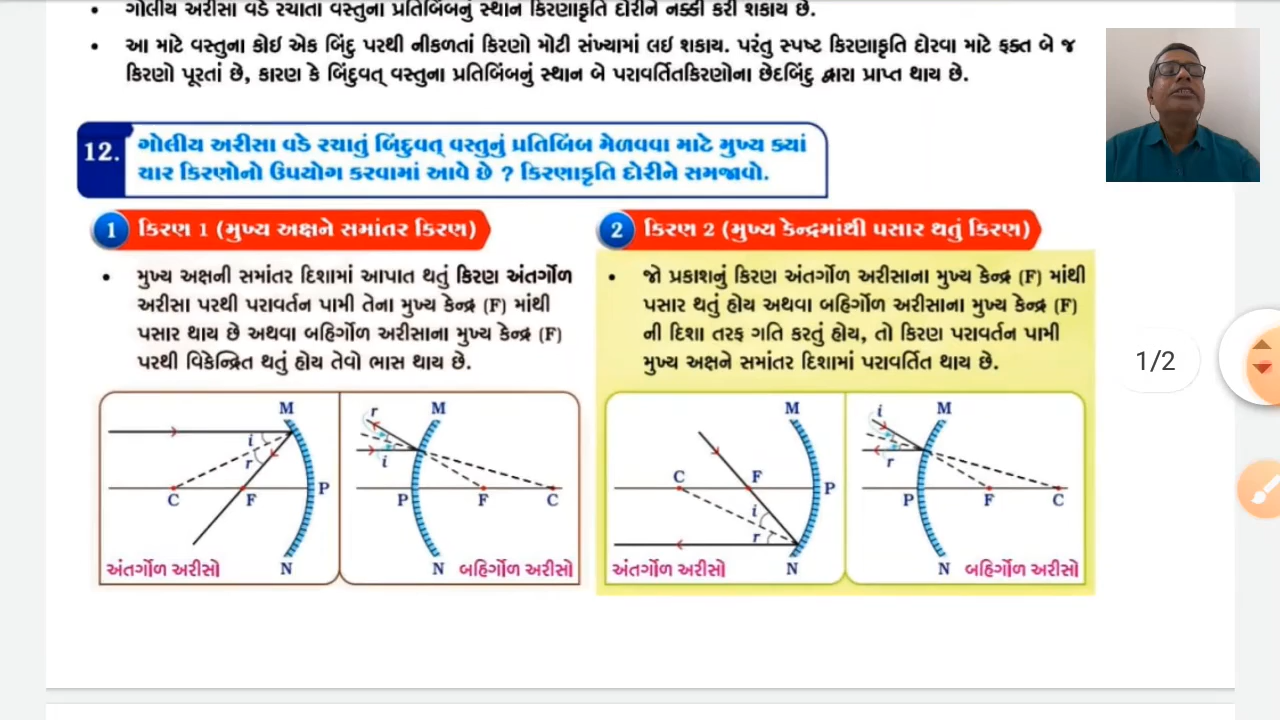 • ગોલીય અરીસા વડે રચાતા વસ્તુના પ્રતિબિંબનું સ્થાન કિરણાકૃતિ દોરીને નક્કી કરી શકાય છે.
• આ માટે વસ્તુના કોઈ એક બિંદુ પરથી નીકળતાં કિરણો મોટી સંખ્યામાં લઈ શકાય. પરંતુ સ્પષ્ટ કિરણાકૃતિ દોરવા માટે ફક્ત બે જ
કિરણો પૂરતાં છે, કારણ કે બિંદુવત્ વસ્તુના પ્રતિબિંબનું સ્થાન બે પરાવર્તિતકિરણોના છેદબિંદુ દ્વારા પ્રાપ્ત થાય છે.
12. ગોલીય અરીસા વડે રચાતું બિંદુવત્ વસ્તુનું પ્રતિબિંબ મેળવવા માટે મુખ્ય ક્યાં
ચાર કિરણોનો ઉપયોગ કરવામાં આવે છે ? કિરણાકૃતિ દોરીને સમજાવો.
1 કિરણ 1 (મુખ્ય અક્ષને સમાંતર કિરણ)
• મુખ્ય અક્ષની સમાંતર દિશામાં આપાત થતું કિરણ અંતર્ગોળ
અરીસા પરથી પરાવર્તન પામી તેના મુખ્ય કેન્દ્ર (F) માંથી
પસાર થાય છે અથવા બહિર્ગોળ અરીસાના મુખ્ય કેન્દ્ર (F)
પરથી વિકેન્દ્રિત થતું હોય તેવો ભાસ થાય છે.
M
i
r
C
F
P
N
અંતર્ગોળ અરીસો
r
M
i
P
F
C
N
બહિર્ગોળ અરીસો
2 કિરણ 2 (મુખ્ય કેન્દ્રમાંથી પસાર થતું કિરણ)
• જો પ્રકાશનું કિરણ અંતર્ગોળ અરીસાના મુખ્ય કેન્દ્ર (F) માંથી
પસાર થતું હોય અથવા બહિર્ગોળ અરીસાના મુખ્ય કેન્દ્ર (F)
ની દિશા તરફ ગતિ કરતું હોય, તો કિરણ પરાવર્તન પામી
મુખ્ય અક્ષને સમાંતર દિશામાં પરાવર્તિત થાય છે.
M
C
F
P
i
r
N
અંતર્ગોળ અરીસો
i
M
r
P
F
C
N
બહિર્ગોળ અરીસો
1/2